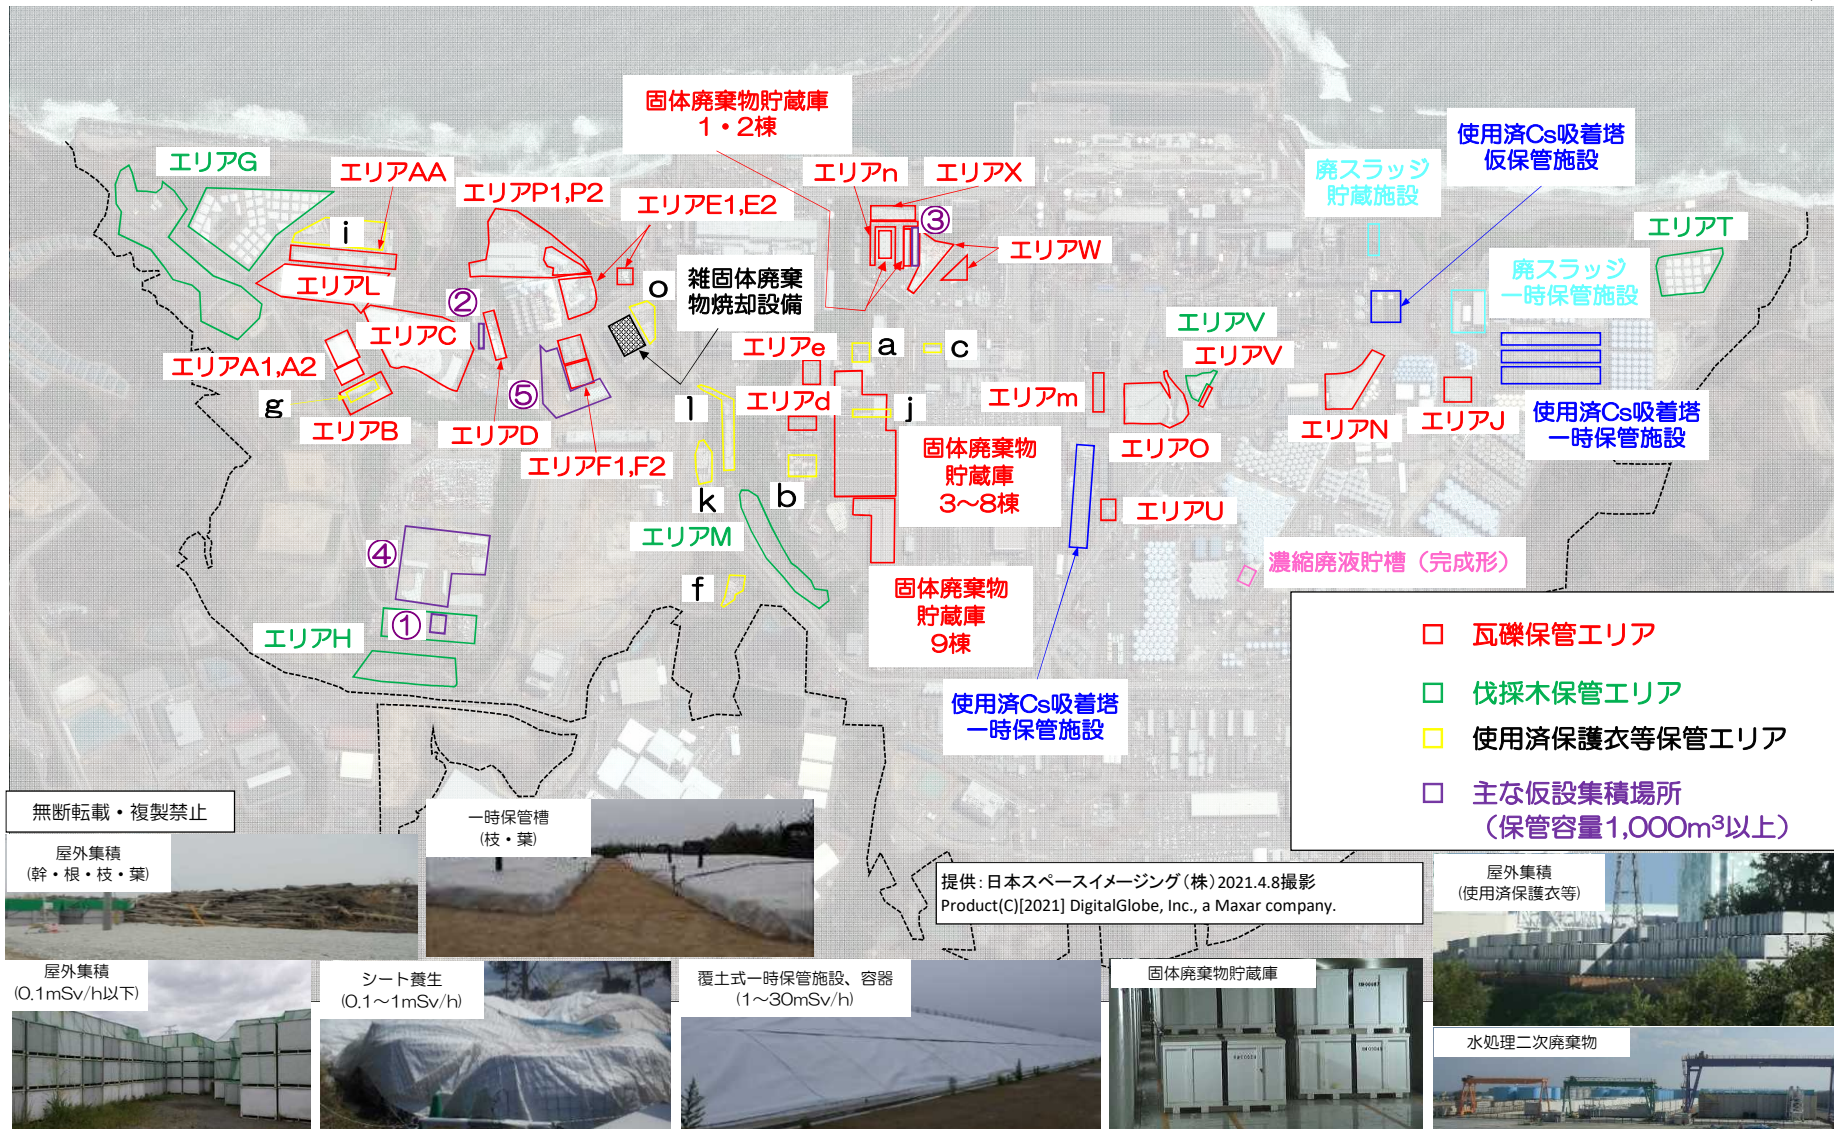 固体廃棄物貯蔵庫
1・2棟
使用済Cs吸着塔
仮保管施設
エリアG
エリアAA
エリアP1,P2
エリアE1,E2
エリアn
エリアX
③
エリアW
廃スラッジ
貯蔵施設
エリアT
i
エリアL
②
エリアC
o
雑固体廃棄
物焼却設備
廃スラッジ
一時保管施設
エリアV
エリアV
エリアe
a
c
エリアA1,A2
g
エリアB
エリアD
⑤
エリアF1,F2
l
エリアd
j
エリアm
エリアO
エリアN
エリアJ
使用済Cs吸着塔
一時保管施設
固体廃棄物
貯蔵庫
3~8棟
k
b
エリアU
エリアM
④
濃縮廃液貯槽（完成形）
f
固体廃棄物
貯蔵庫
9棟
①
エリアH
使用済Cs吸着塔
一時保管施設
瓦礫保管エリア
伐採木保管エリア
使用済保護衣等保管エリア
主な仮設集積場所
（保管容量1,000m³以上）
無断転載・複製禁止
屋外集積
(幹・根・枝・葉)
一時保管槽
(枝・葉)
提供：日本スペースイメージング（株）2021.4.8撮影
Product(C)[2021] DigitalGlobe, Inc., a Maxar company.
屋外集積
(使用済保護衣等)
屋外集積
(0.1mSv/h以下)
シート養生
(0.1~1mSv/h)
覆土式一時保管施設、容器
(1~30mSv/h)
固体廃棄物貯蔵庫
水処理二次廃棄物